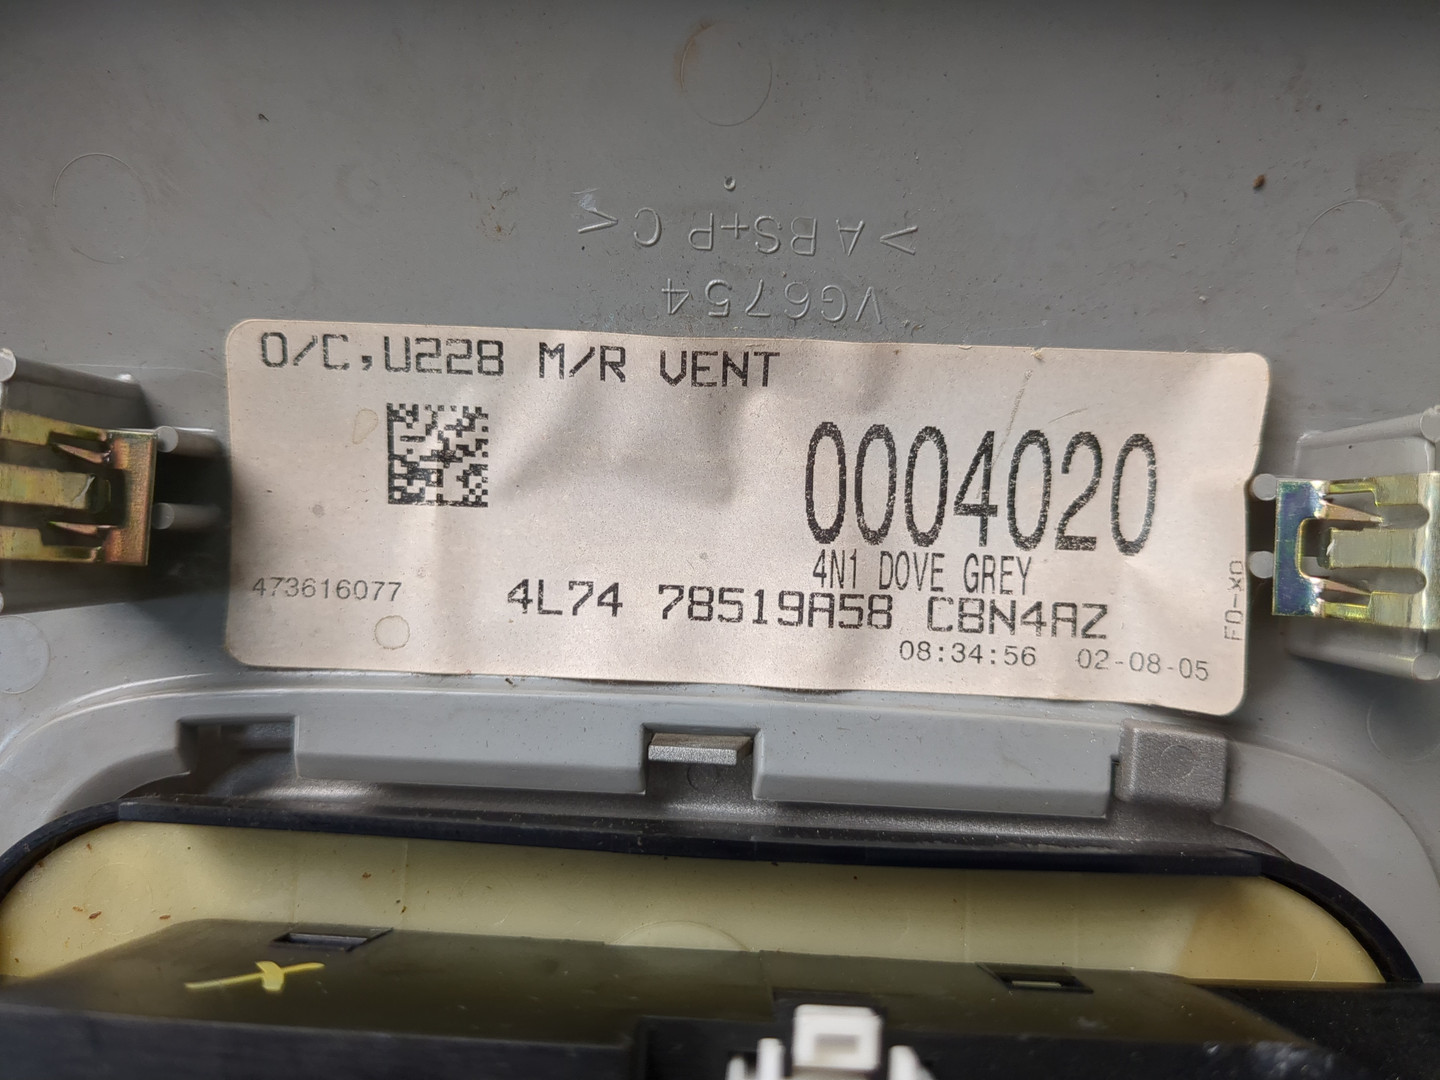 >ABS+PC<
VG6754
O/C,U228 M/R VENT
0004020
4N1 DOVE GREY
473616077
4L74 78519A58 CBN4AZ
08:34:56 02-08-05
FO-XO